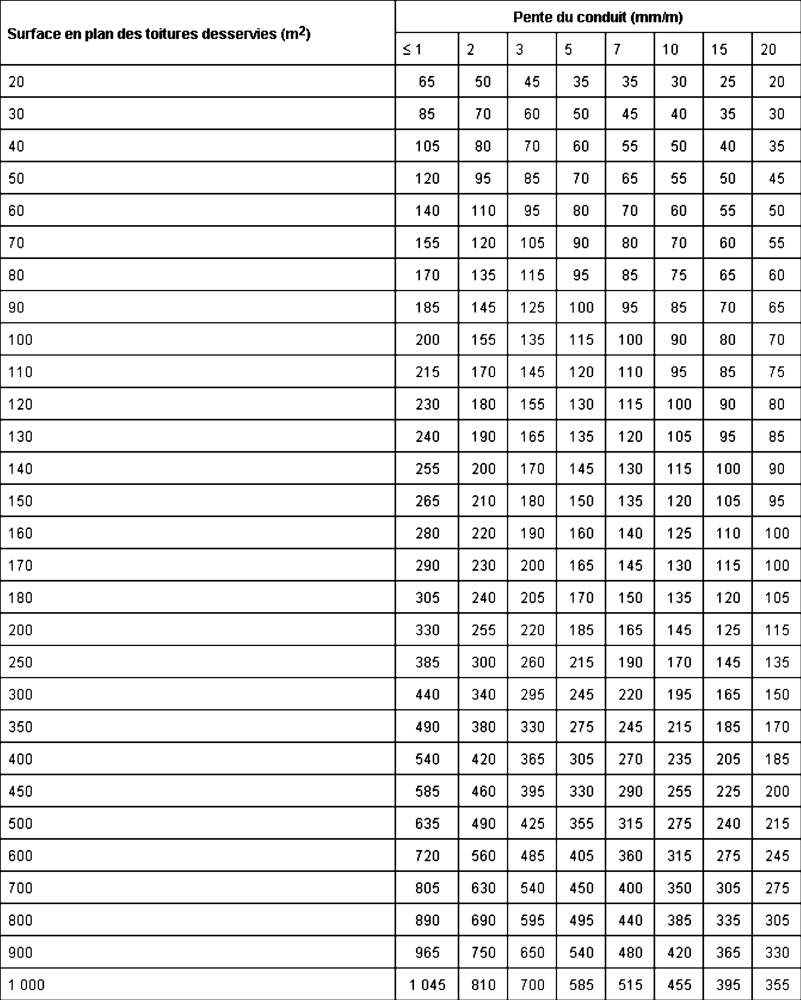 Surface en plan des toitures desservies (m²) Pente du conduit (mm/m)
≤ 1 2 3 5 7 10 15 20
20 65 50 45 35 35 30 25 20
30 85 70 60 50 45 40 35 30
40 105 80 70 60 55 50 40 35
50 120 95 85 70 65 55 50 45
60 140 110 95 80 70 60 55 50
70 155 120 105 90 80 70 60 55
80 170 135 115 95 85 75 65 60
90 185 145 125 100 95 85 70 65
100 200 155 135 115 100 90 80 70
110 215 170 145 120 110 95 85 75
120 230 180 155 130 115 100 90 80
130 240 190 165 135 120 105 95 85
140 255 200 170 145 130 115 100 90
150 265 210 180 150 135 120 105 95
160 280 220 190 160 140 125 110 100
170 290 230 200 165 145 130 115 100
180 305 240 205 170 150 135 120 105
200 330 255 220 185 165 145 125 115
250 385 300 260 215 190 170 145 135
300 440 340 295 245 220 195 165 150
350 490 380 330 275 245 215 185 170
400 540 420 365 305 270 235 205 185
450 585 460 395 330 290 255 225 200
500 635 490 425 355 315 275 240 215
600 720 560 485 405 360 315 275 245
700 805 630 540 450 400 350 305 275
800 890 690 595 495 440 385 335 305
900 965 750 650 540 480 420 365 330
1 000 1 045 810 700 585 515 455 395 355